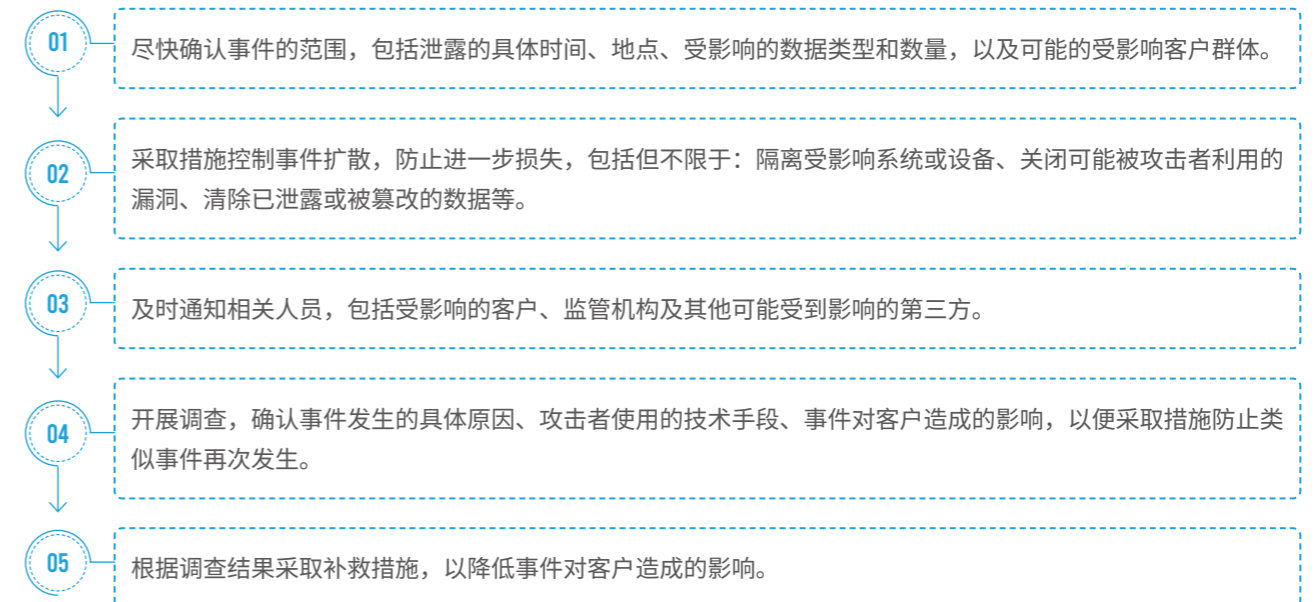 01
尽快确认事件的范围，包括泄露的具体时间、地点、受影响的数据类型和数量，以及可能的受影响客户群体。
02
采取措施控制事件扩散，防止进一步损失，包括但不限于：隔离受影响系统或设备、关闭可能被攻击者利用的
漏洞、清除已泄露或被篡改的数据等。
03
及时通知相关人员，包括受影响的客户、监管机构及其他可能受到影响的第三方。
04
开展调查，确认事件发生的具体原因、攻击者使用的技术手段、事件对客户造成的影响，以便采取措施防止类
似事件再次发生。
05
根据调查结果采取补救措施，以降低事件对客户造成的影响。